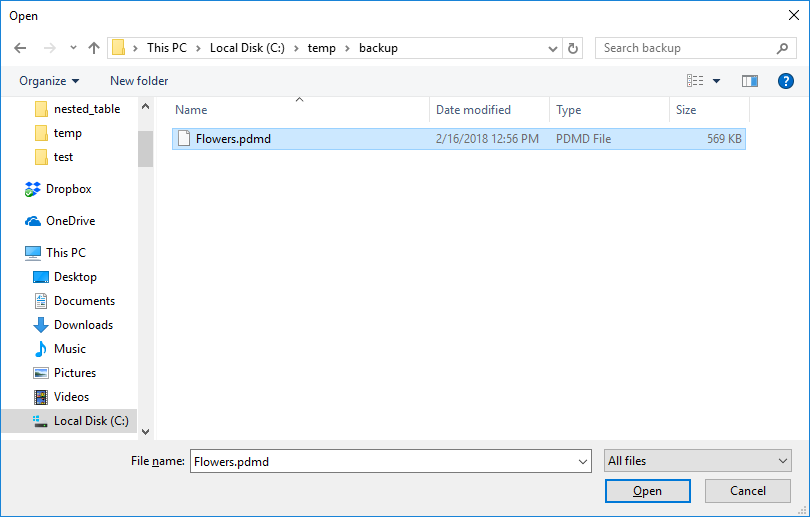 Open
This PC Local Disk (C:) temp backup
Search backup
Organize New folder
Name Date modified Type Size
Flowers.pdmd 2/16/2018 12:56 PM PDMD File 569 KB
nested_table
temp
test
Dropbox
OneDrive
This PC
Desktop
Documents
Downloads
Music
Pictures
Videos
Local Disk (C:)
File name: Flowers.pdmd All files
Open Cancel